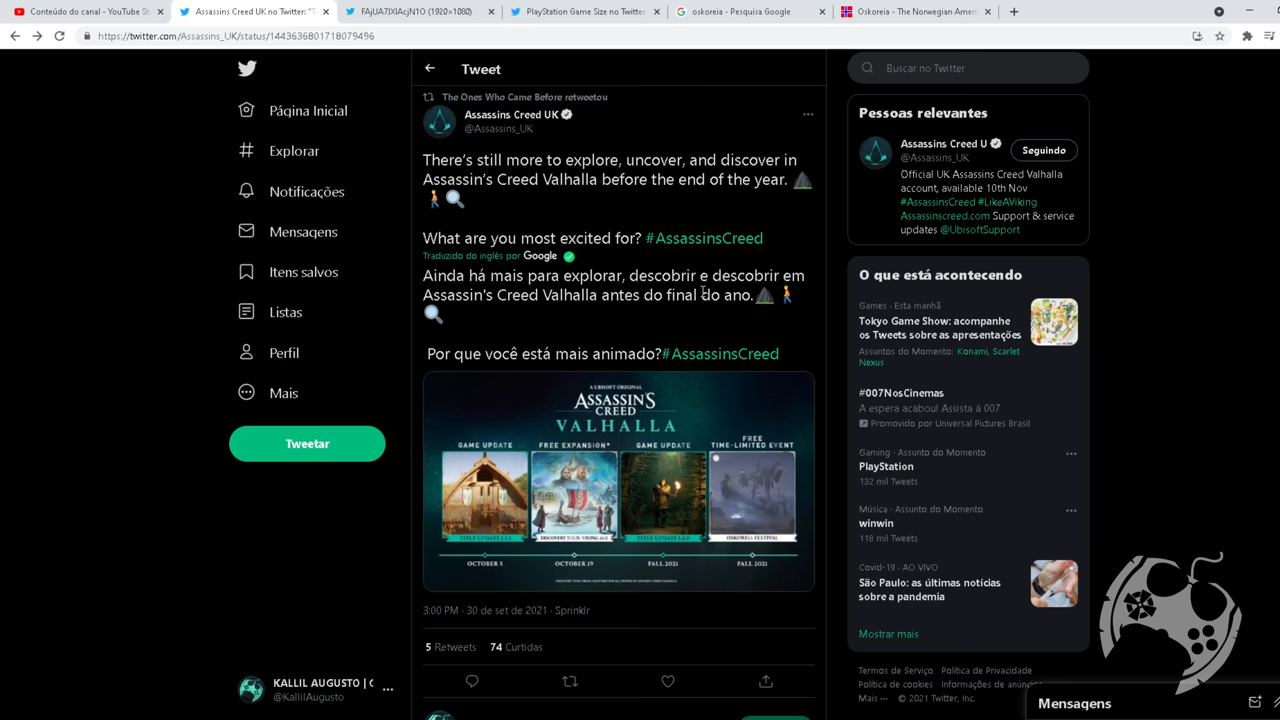 Conteúdo do canal - YouTube St
Assassins Creed UK no Twitter: "T
FAjUA7JXIAcjN1O (1920×1080)
PlayStation Game Size no Twitter
oskoreia - Pesquisa Google
Oskoreia - The Norwegian Ameri
https://twitter.com/Assassins_UK/status/1443636801718079496
Página Inicial
Explorar
Notificações
Mensagens
Itens salvos
Listas
Perfil
Mais
Tweetar
KALLIL AUGUSTO | C
@KallilAugusto
Tweet
The Ones Who Came Before retweetou
Assassins Creed UK
@Assassins_UK
There's still more to explore, uncover, and discover in
Assassin's Creed Valhalla before the end of the year.
What are you most excited for? #AssassinsCreed
Traduzido do inglês por Google
Ainda há mais para explorar, descobrir e descobrir em
Assassin's Creed Valhalla antes do final do ano.
Por que você está mais animado?#AssassinsCreed
A UBISOFT ORIGINAL
ASSASSIN'S
CREED
VALHALLA
GAME UPDATE
FREE EXPANSION*
GAME UPDATE
FREE
TIME-LIMITED EVENT
DISCOVERY TOUR: VIKING AGE
OSKOREIA FESTIVAL
OCTOBER 5
OCTOBER 19
FALL 2021
FALL 2021
3:00 PM · 30 de set de 2021 · Sprinklr
5 Retweets 74 Curtidas
Buscar no Twitter
Pessoas relevantes
Assassins Creed U
@Assassins_UK
Seguindo
Official UK Assassins Creed Valhalla
account, available 10th Nov
#AssassinsCreed #LikeAViking
Assassinscreed.com Support & service
updates @UbisoftSupport
O que está acontecendo
Games · Esta manhã
Tokyo Game Show: acompanhe
os Tweets sobre as apresentações
Assuntos do Momento: Konami, Scarlet
Nexus
#007NosCinemas
A espera acabou! Assista à 007
Promovido por Universal Pictures Brasil
Gaming · Assunto do Momento
PlayStation
132 mil Tweets
Música · Assunto do Momento
winwin
118 mil Tweets
Covid-19 · AO VIVO
São Paulo: as últimas notícias
sobre a pandemia
Mostrar mais
Termos de Serviço Política de Privacidade
Política de cookies Informações de anúncio
Mais ··· © 2021 Twitter, Inc.
Mensagens